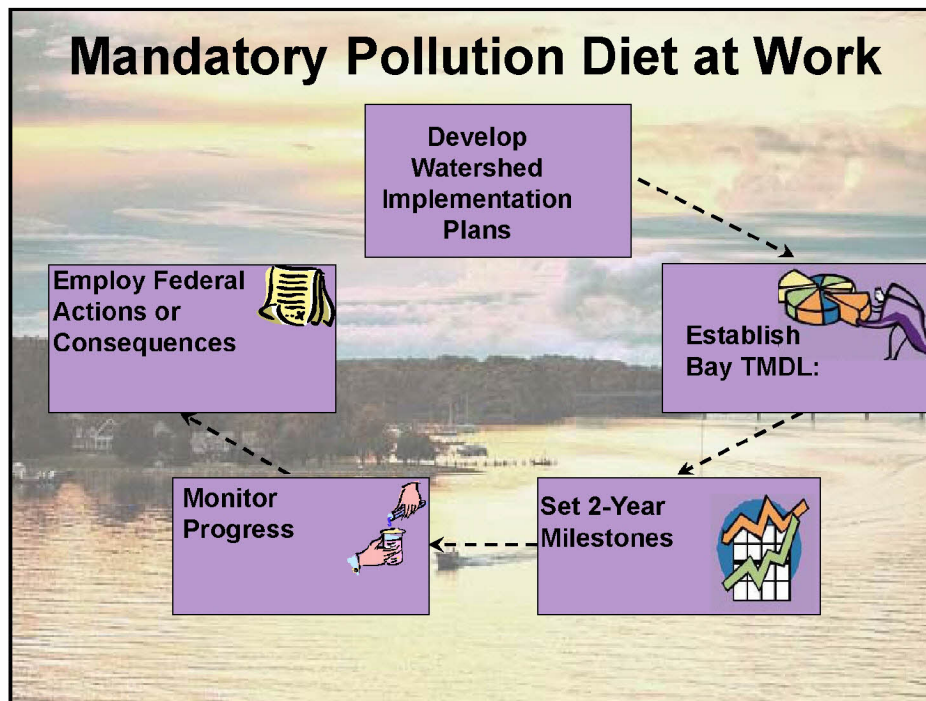 Mandatory Pollution Diet at Work
Develop
Watershed
Implementation
Plans
Establish
Bay TMDL:
Set 2-Year
Milestones
Monitor
Progress
Employ Federal
Actions or
Consequences